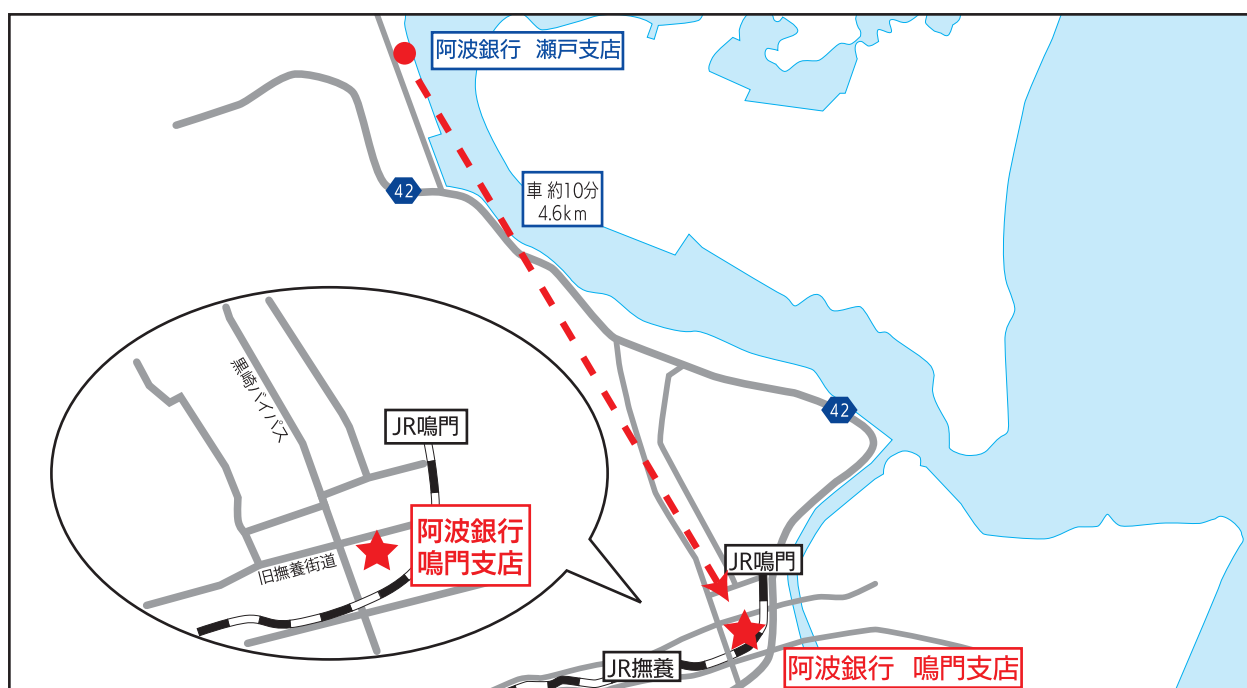 阿波銀行 瀬戸支店
42
車 約10分
4.6km
黒崎バイパス
JR鳴門
42
阿波銀行
鳴門支店
旧撫養街道
JR鳴門
JR撫養
阿波銀行 鳴門支店